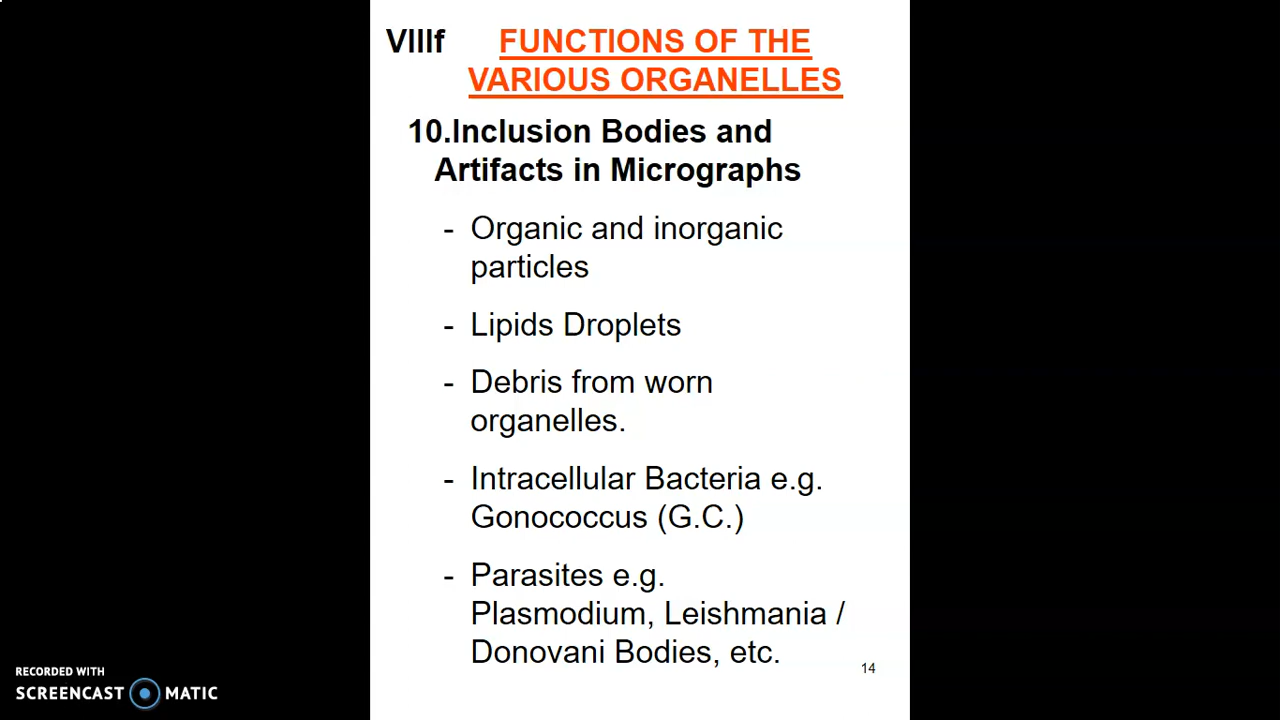 VIIIf FUNCTIONS OF THE
VARIOUS ORGANELLES
10.Inclusion Bodies and
Artifacts in Micrographs
- Organic and inorganic
particles
- Lipids Droplets
- Debris from worn
organelles.
- Intracellular Bacteria e.g.
Gonococcus (G.C.)
- Parasites e.g.
Plasmodium, Leishmania /
Donovani Bodies, etc.
14
RECORDED WITH
SCREENCAST MATIC